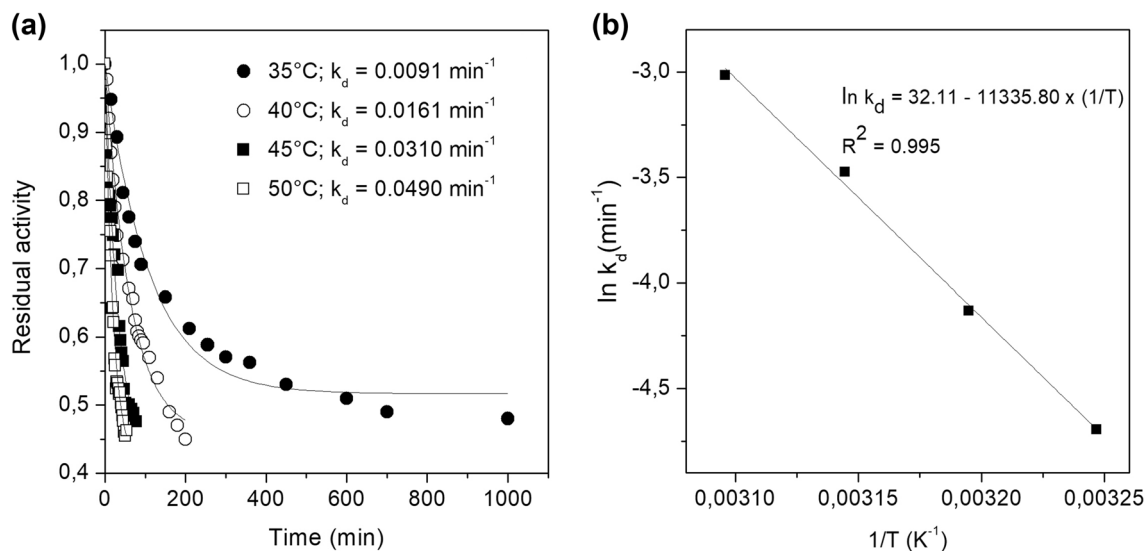 (a)
1,0
0,9
0,8
0,7
0,6
0,5
0,4
Residual activity
35°C; k_d = 0.0091 min⁻¹
40°C; k_d = 0.0161 min⁻¹
45°C; k_d = 0.0310 min⁻¹
50°C; k_d = 0.0490 min⁻¹
0 200 400 600 800 1000
Time (min)
(b)
-3,0
-3,5
-4,0
-4,5
ln k_d(min⁻¹)
ln k_d = 32.11 - 11335.80 x (1/T)
R² = 0.995
0,00310 0,00315 0,00320 0,00325
1/T (K⁻¹)